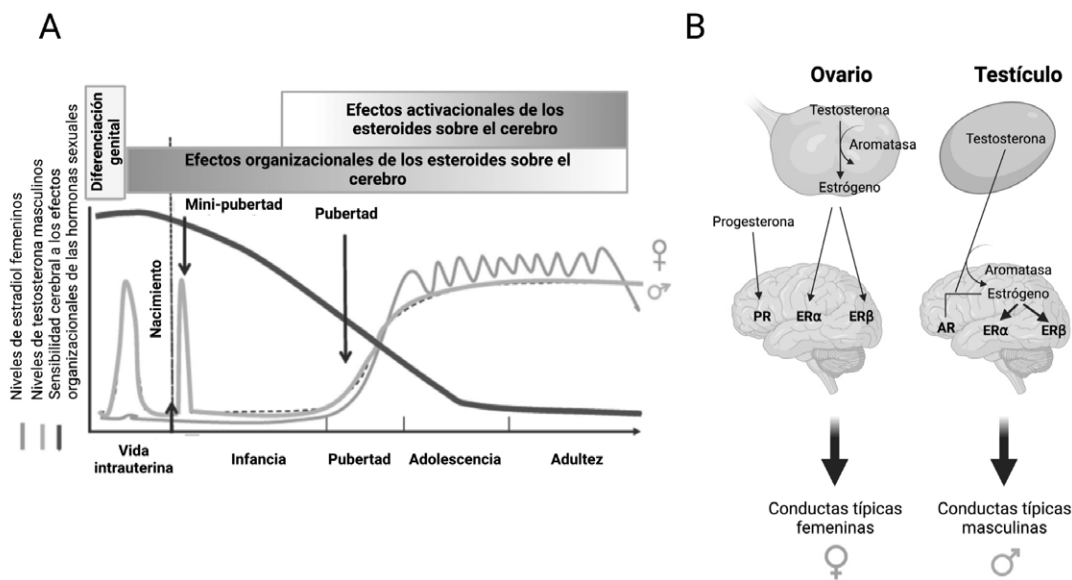 A
Diferenciación
genital
Efectos activacionales de los
esteroides sobre el cerebro
Efectos organizacionales de los esteroides sobre el
cerebro
Niveles de estradiol femeninos
Niveles de testosterona masculinos
Sensibilidad cerebral a los efectos
organizacionales de las hormonas sexuales
Nacimiento
Mini-pubertad
Pubertad
♀
♂
Vida
intrauterina
Infancia
Pubertad
Adolescencia
Adultez
B
Ovario
Testosterona
Aromatasa
Estrógeno
Progesterona
PR
ERα
ERβ
Conductas típicas
femeninas
♀
Testículo
Testosterona
Aromatasa
Estrógeno
AR
ERα
ERβ
Conductas típicas
masculinas
♂